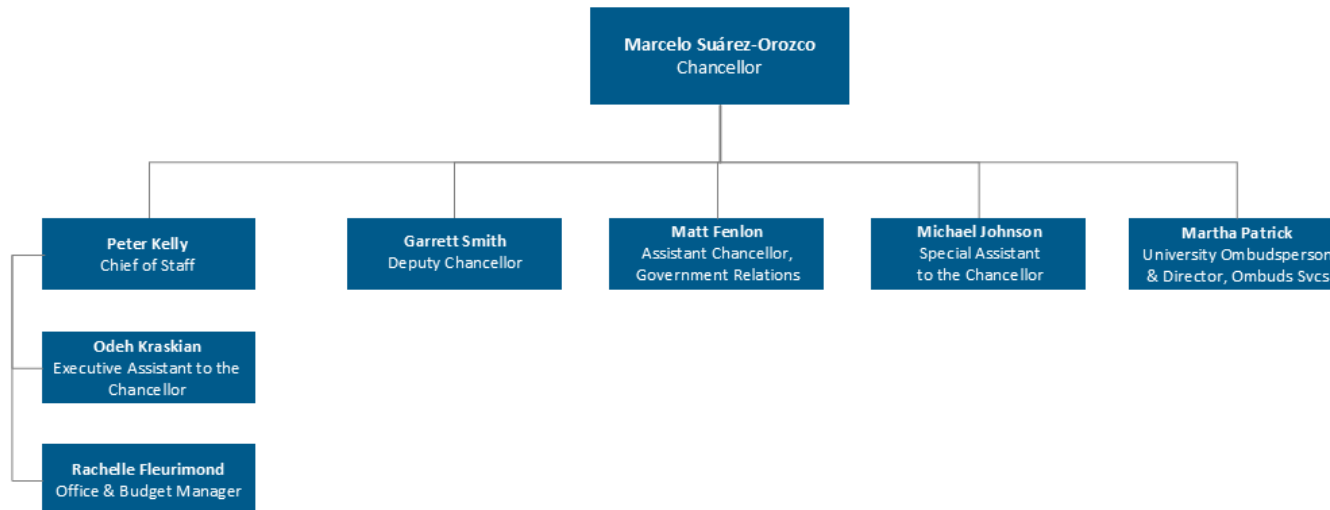 Marcelo Suárez-Orozco
Chancellor
Peter Kelly
Chief of Staff
Garrett Smith
Deputy Chancellor
Matt Fenlon
Assistant Chancellor,
Government Relations
Michael Johnson
Special Assistant
to the Chancellor
Martha Patrick
University Ombudsperson
& Director, Ombuds Svcs
Odeh Kraskian
Executive Assistant to the
Chancellor
Rachelle Fleurimond
Office & Budget Manager